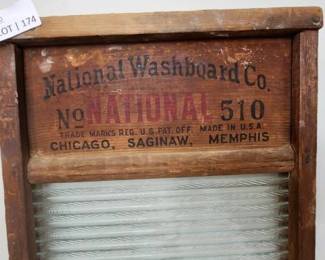 LOT | 174
National Washboard Co.
No NATIONAL 510
TRADE MARKS REG. U.S. PAT. OFF. MADE IN U.S.A.
CHICAGO, SAGINAW, MEMPHIS